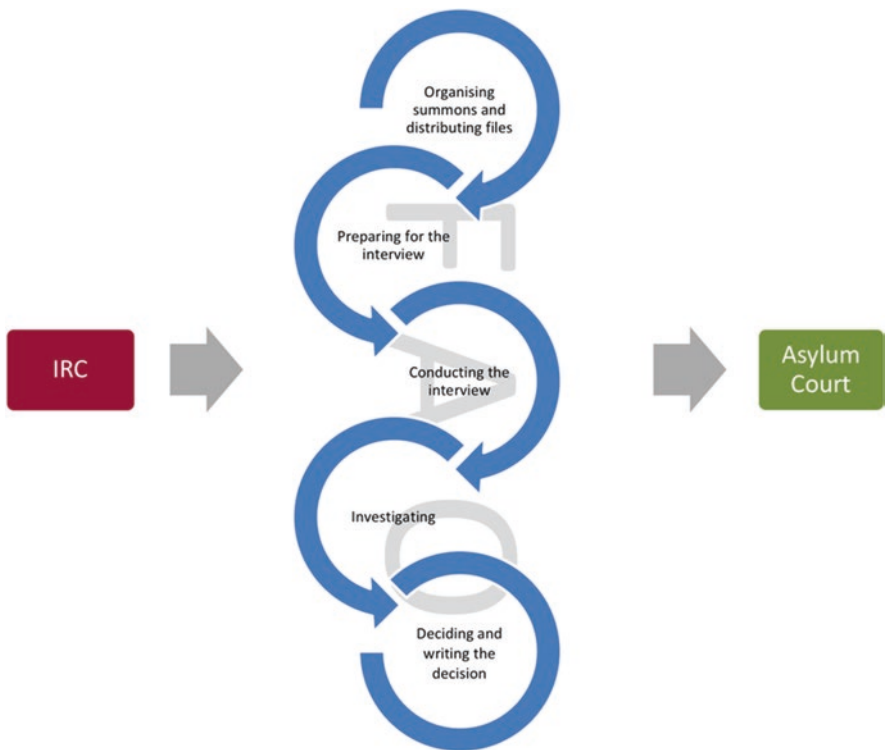 Organising
summons and
distributing files
Preparing for the
interview
IRC
FAO
Conducting the
interview
Asylum
Court
Investigating
Deciding and
writing the
decision